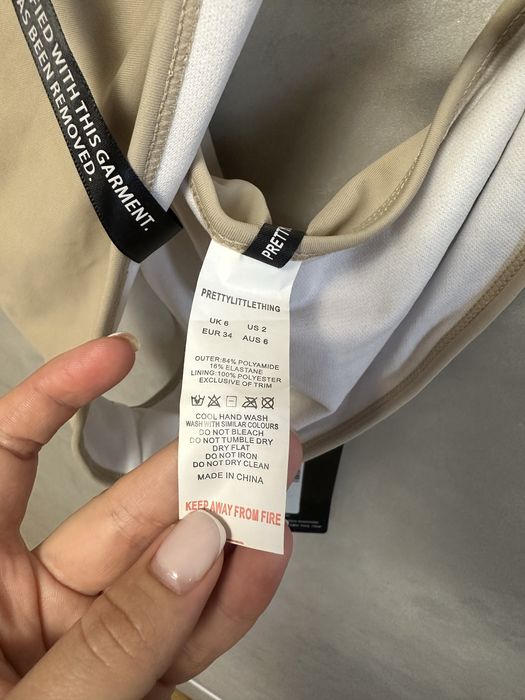 FIED WITH THIS GARMENT.
AS BEEN REMOVED.
PRETTYL
PRETTYLITTLETHING
UK 6 US 2
EUR 34 AUS 6
OUTER:84% POLYAMIDE
16% ELASTANE
LINING:100% POLYESTER
EXCLUSIVE OF TRIM
COOL HAND WASH
WASH WITH SIMILAR COLOURS
DO NOT BLEACH
DO NOT TUMBLE DRY
DRY FLAT
DO NOT IRON
DO NOT DRY CLEAN
MADE IN CHINA
KEEP AWAY FROM FIRE